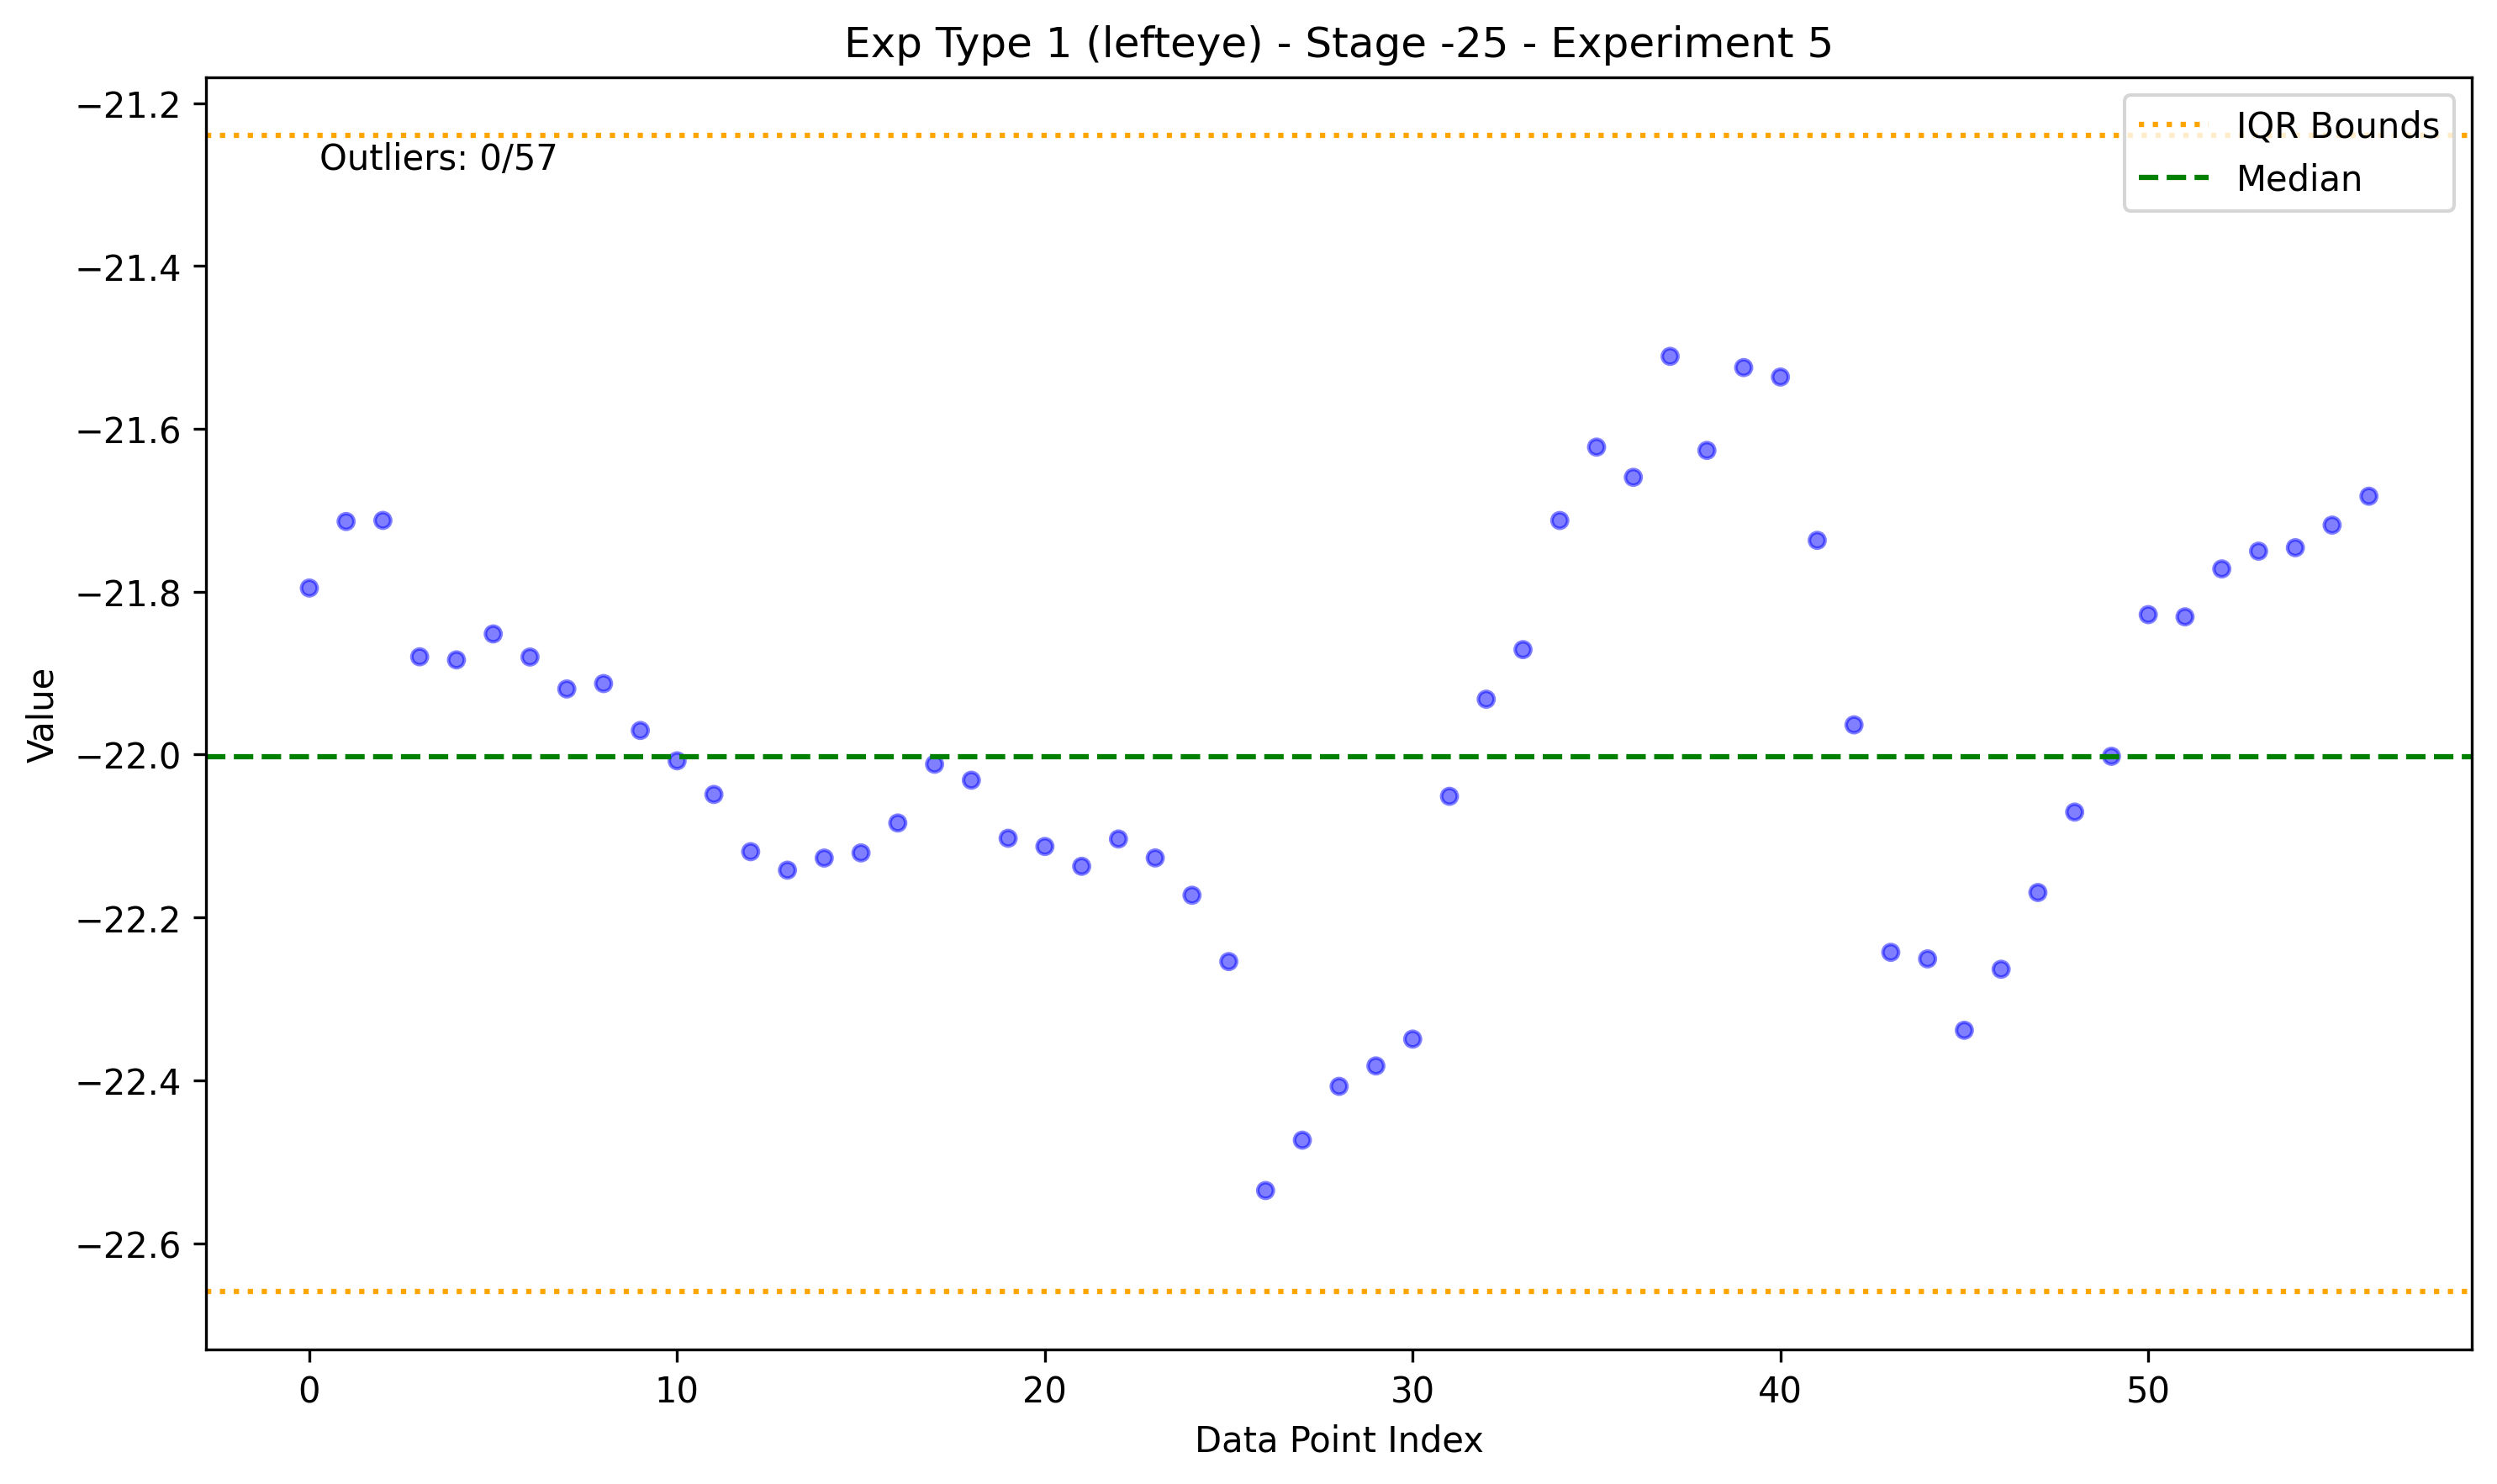 Exp Type 1 (lefteye) - Stage -25 - Experiment 5
−21.2
−21.4
−21.6
−21.8
−22.0
−22.2
−22.4
−22.6
Value
Outliers: 0/57
IQR Bounds
Median
0 10 20 30 40 50
Data Point Index